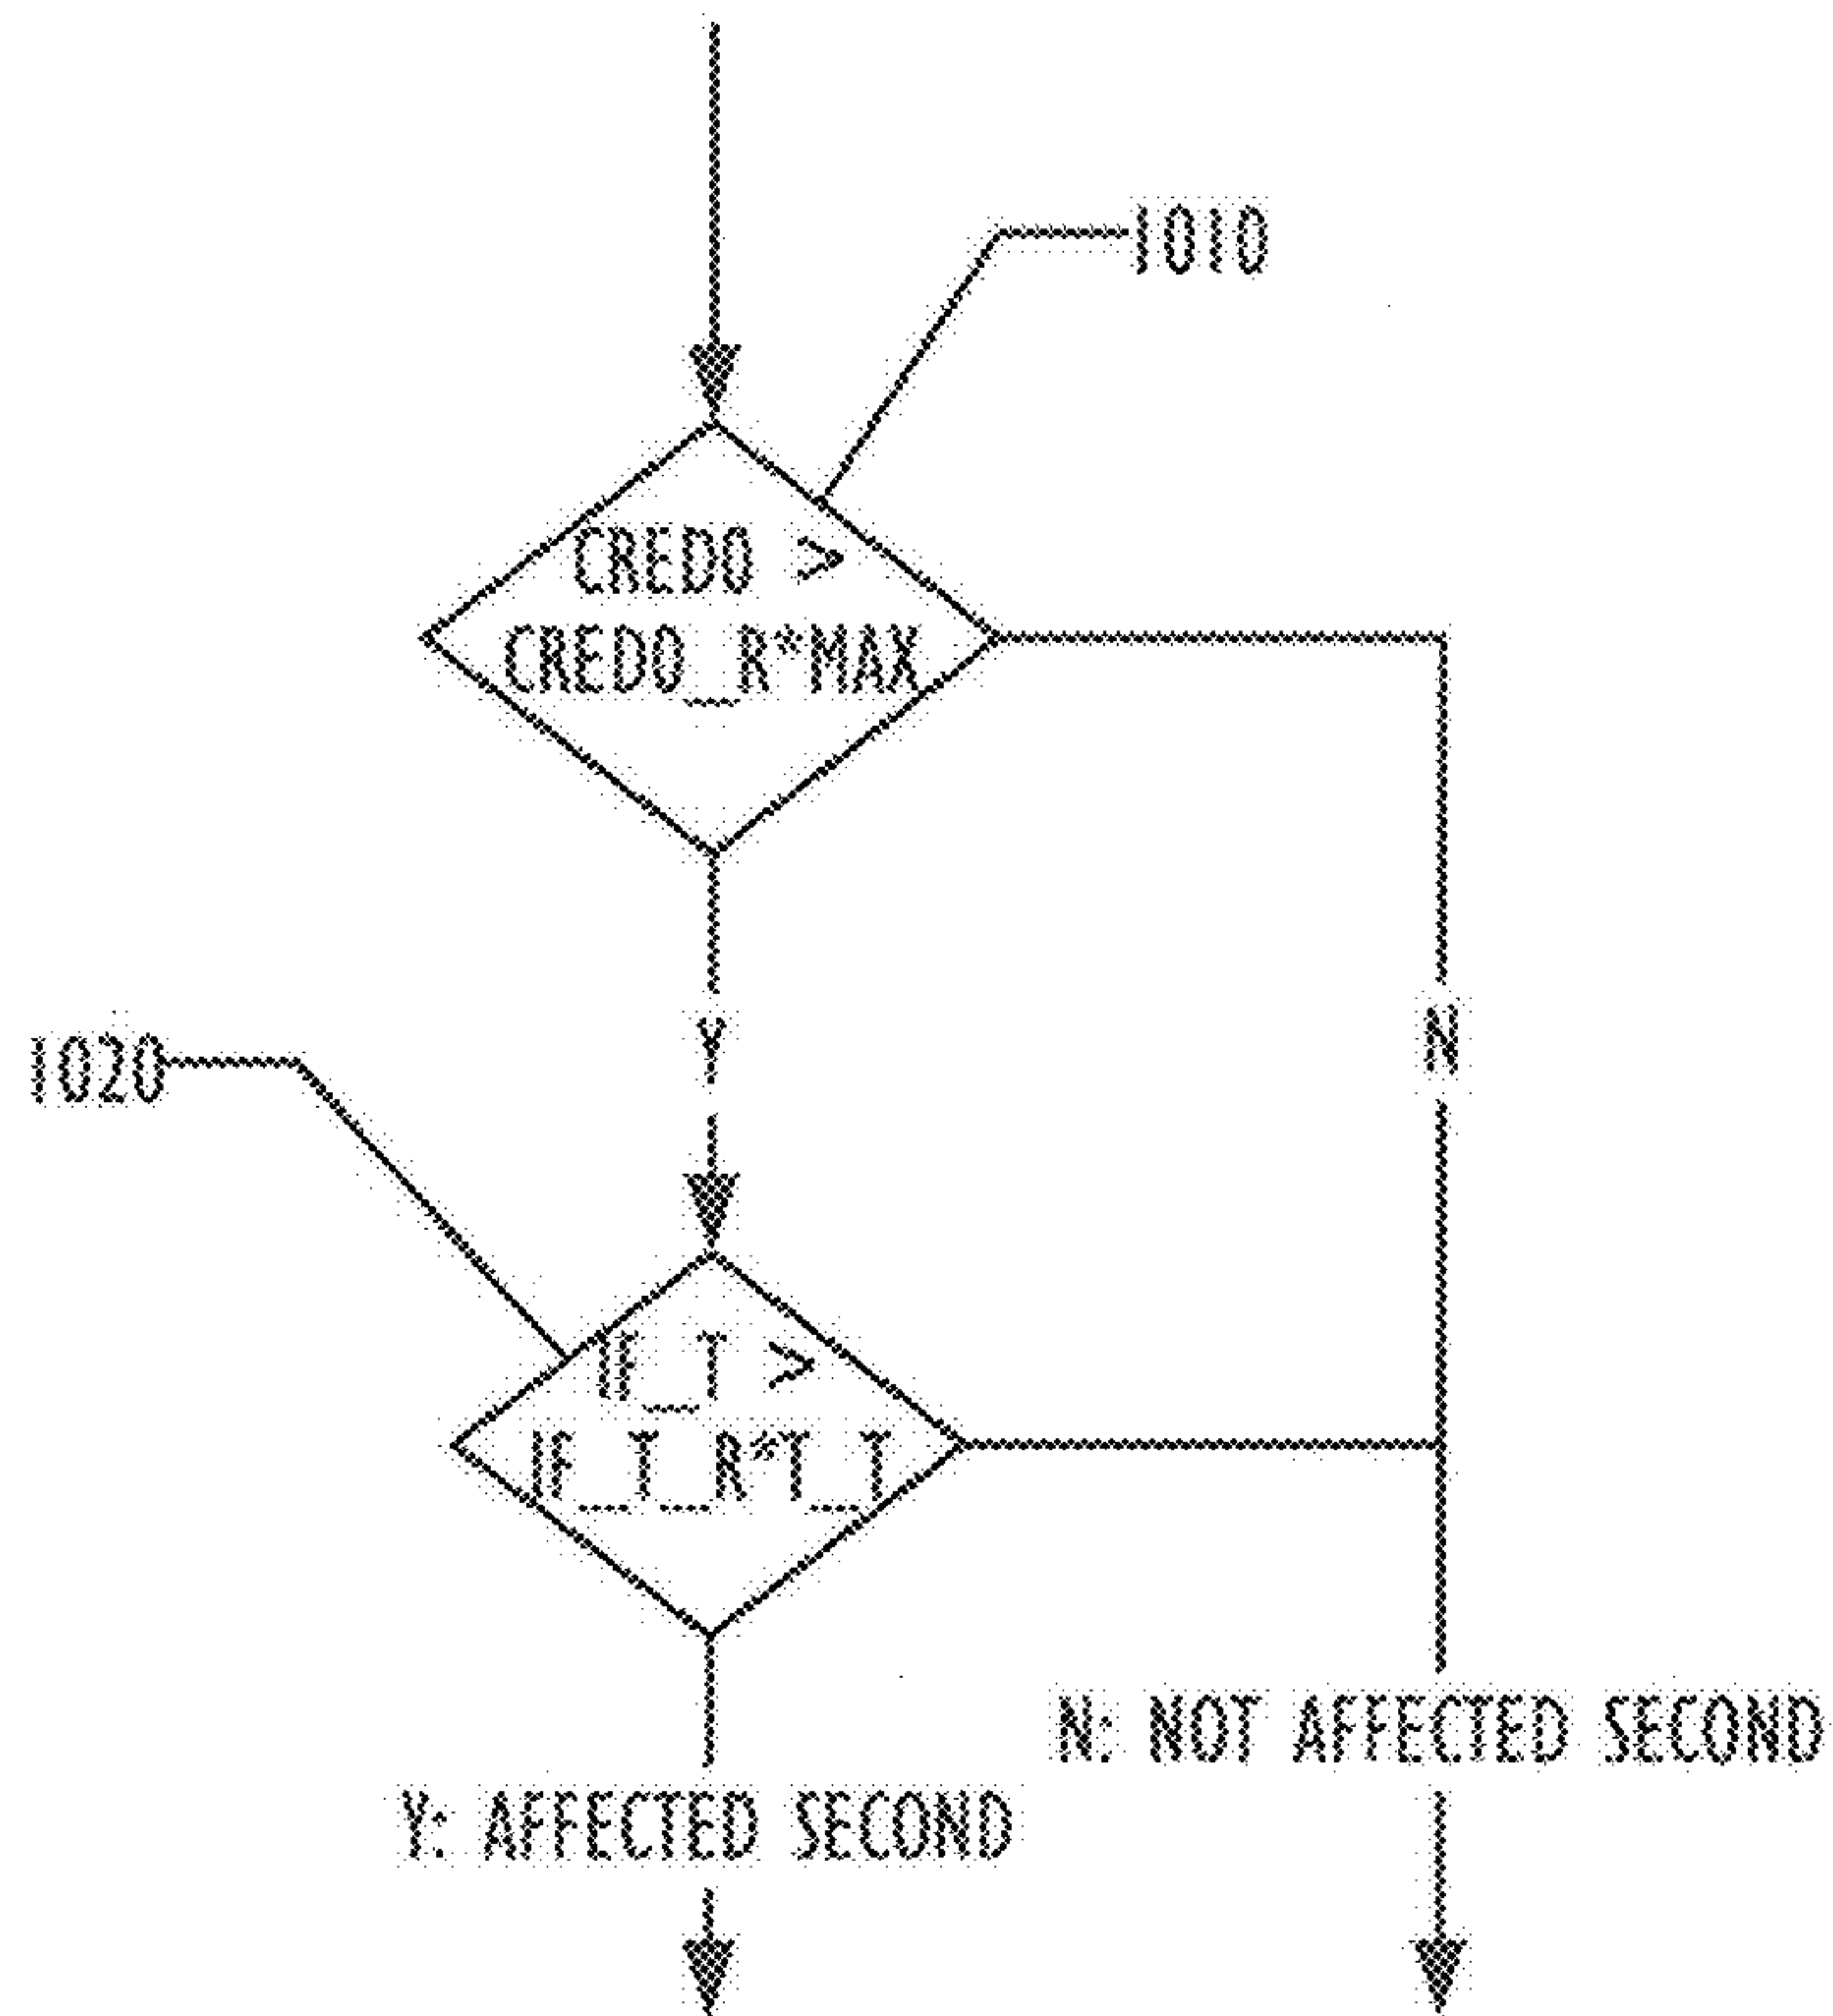 1010
CREDO >
CREDO_R*MAX
Y
N
1020
IF_T >
IF_T_R*T_T
N: NOT AFFECTED SECOND
Y: AFFECTED SECOND